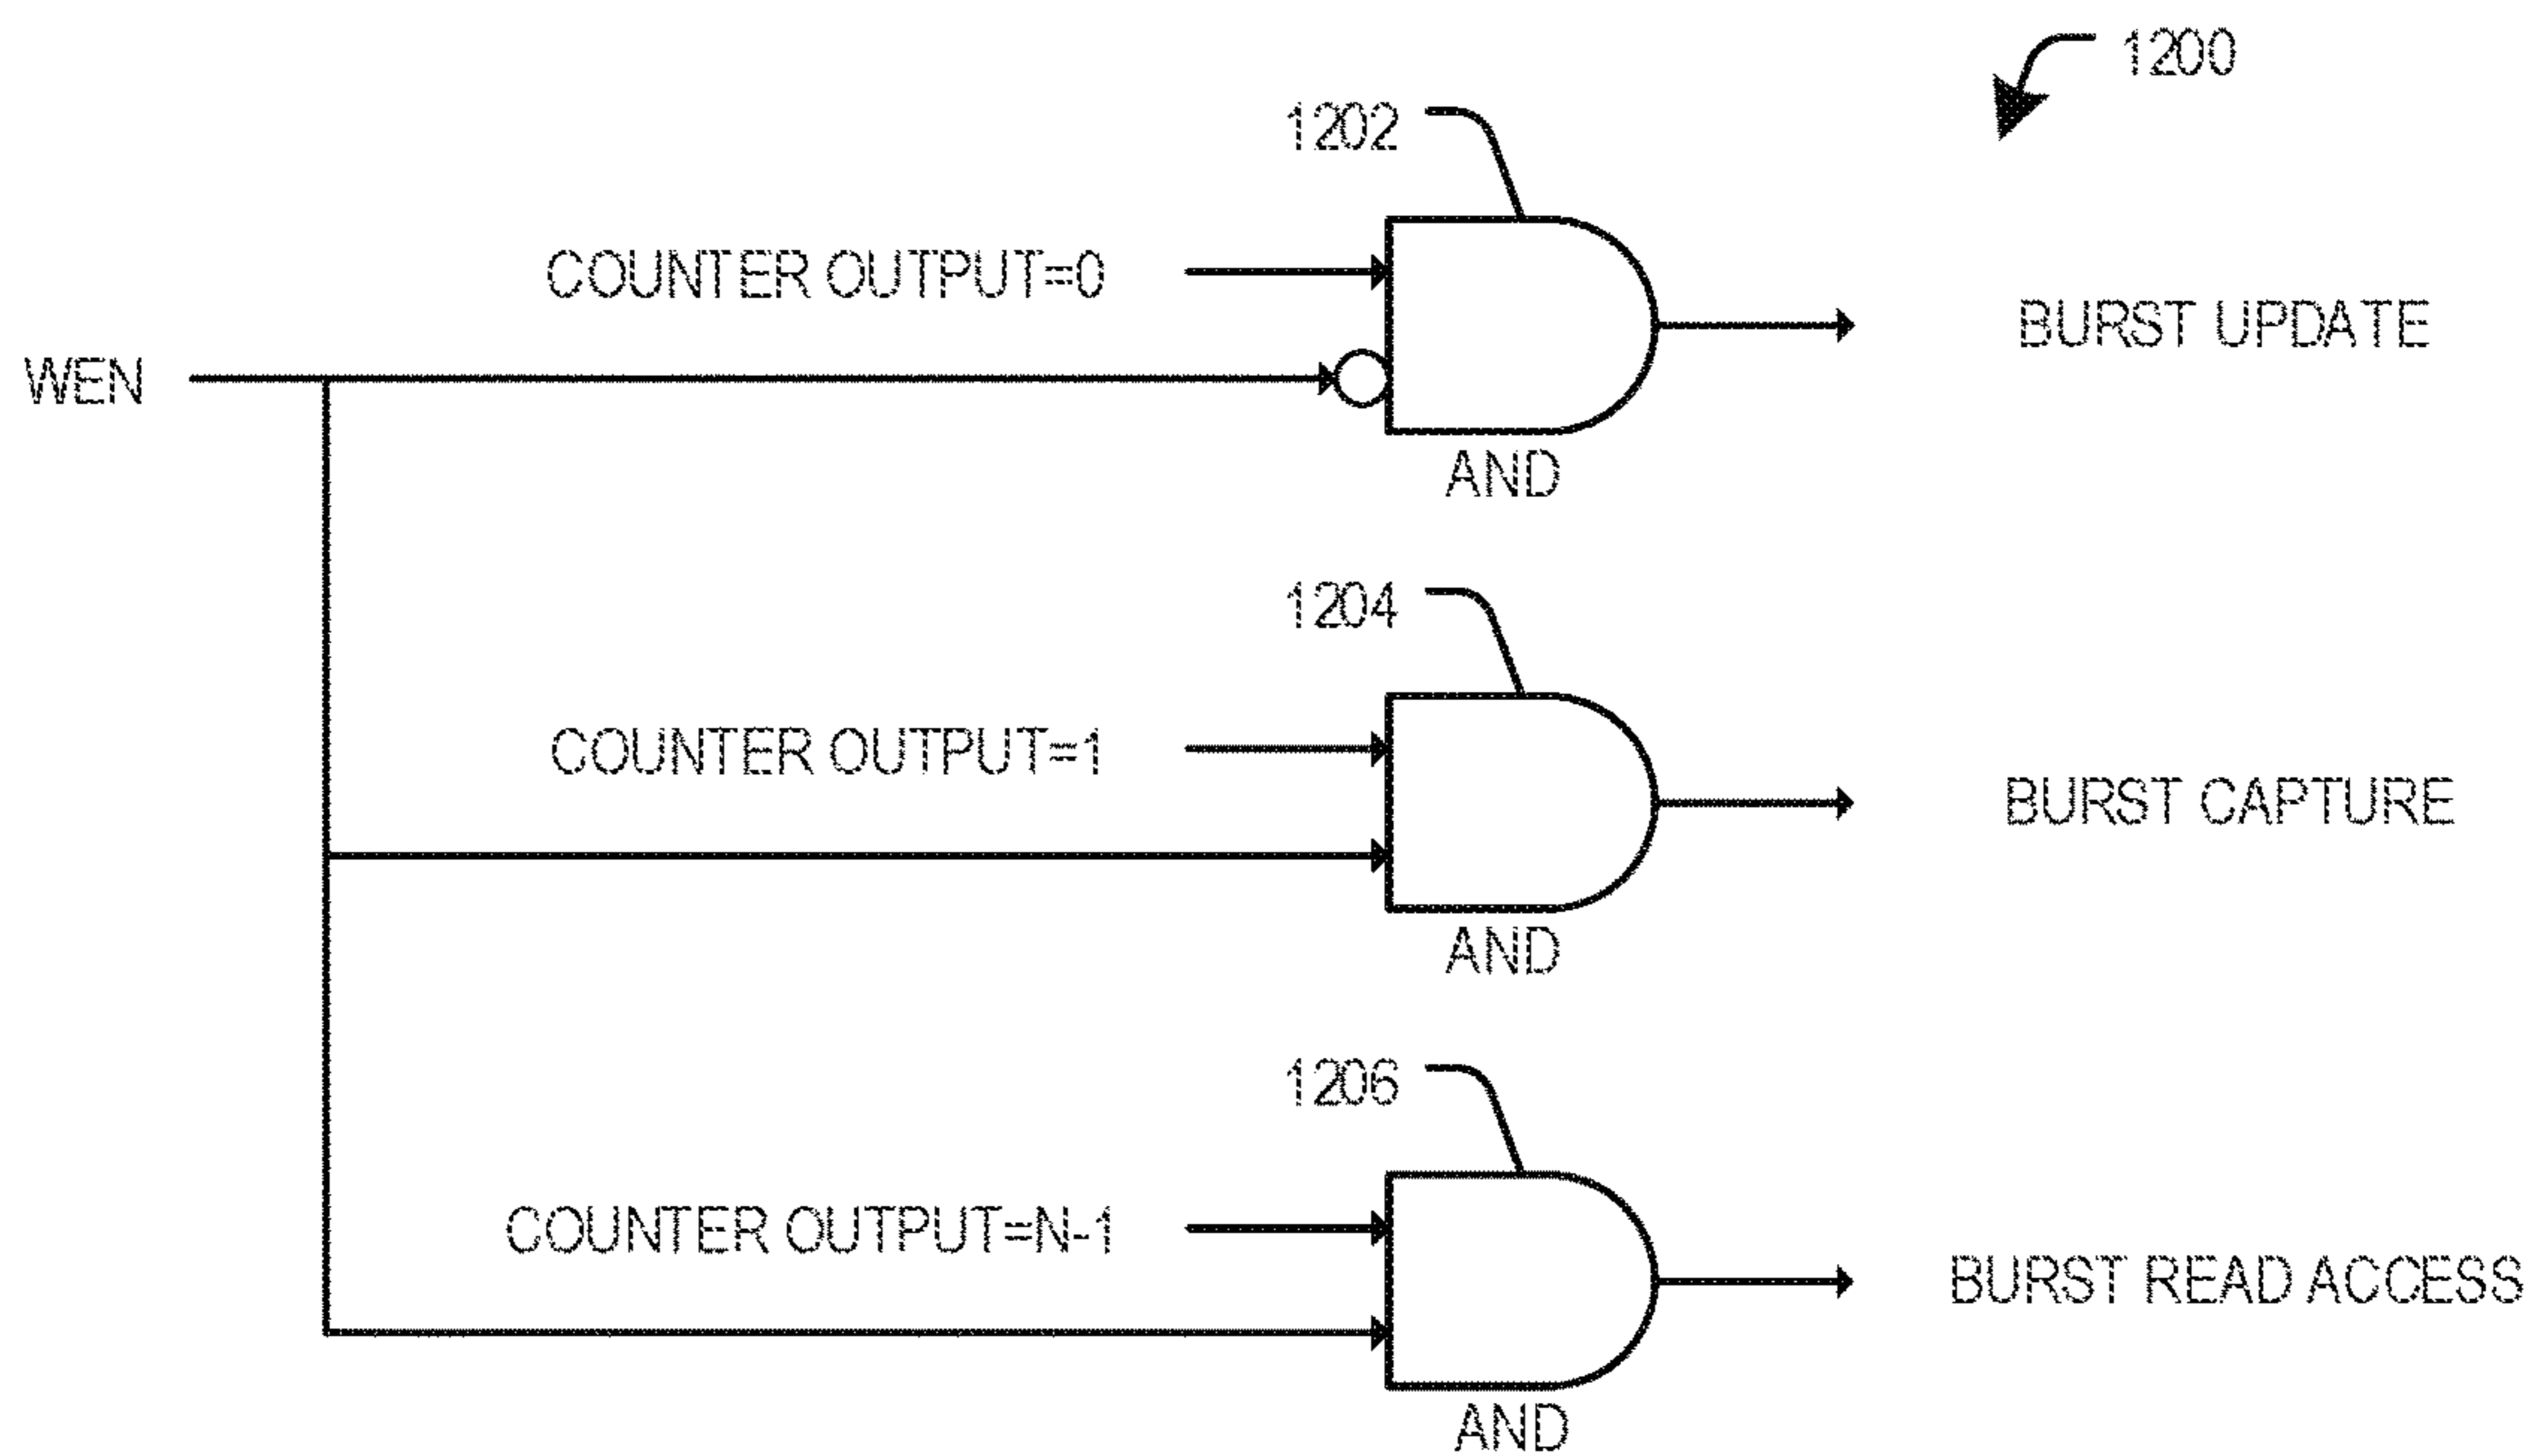 1200
1202
COUNTER OUTPUT=0
BURST UPDATE
WEN
AND
1204
COUNTER OUTPUT=1
BURST CAPTURE
AND
1206
COUNTER OUTPUT=N-1
BURST READ ACCESS
AND